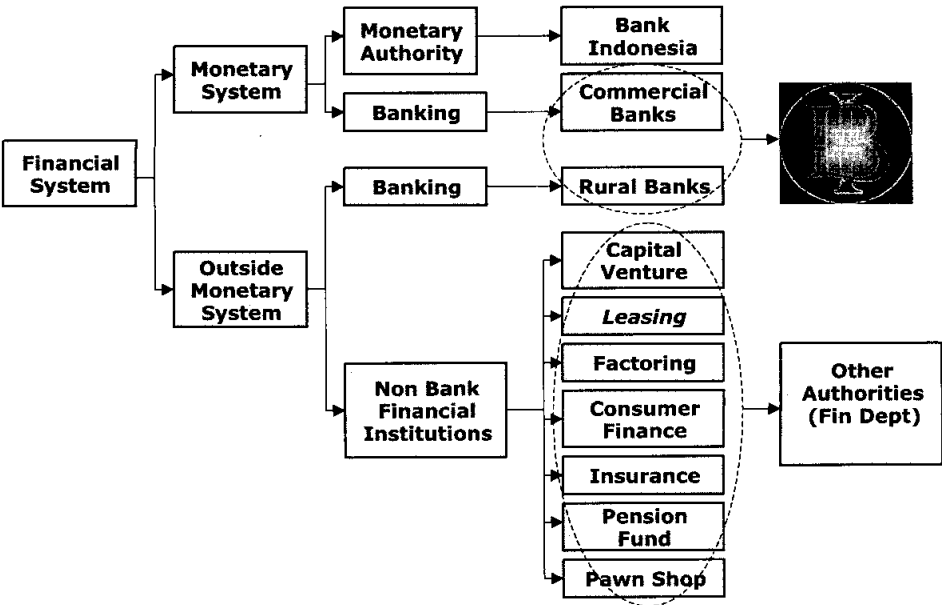 Financial
System
Monetary
System
Outside
Monetary
System
Monetary
Authority
Banking
Banking
Non Bank
Financial
Institutions
Bank
Indonesia
Commercial
Banks
Rural Banks
Capital
Venture
Leasing
Factoring
Consumer
Finance
Insurance
Pension
Fund
Pawn Shop
Other
Authorities
(Fin Dept)